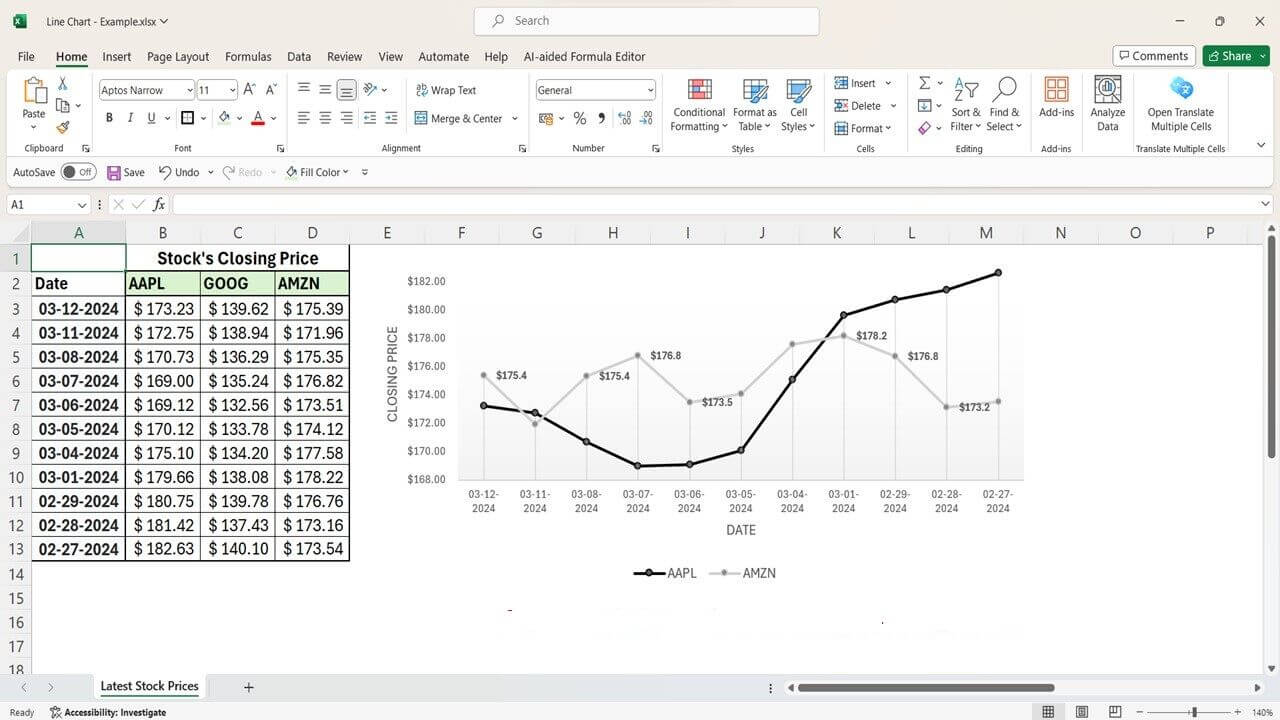 Line Chart - Example.xlsx
Search
File Home Insert Page Layout Formulas Data Review View Automate Help AI-aided Formula Editor
Comments Share
Paste
Clipboard
Aptos Narrow 11 A A
B I U A
Font
Wrap Text
Merge & Center
Alignment
General
% ,
Number
Conditional Formatting
Format as Table
Cell Styles
Styles
Insert
Delete
Format
Cells
Sort & Filter
Find & Select
Editing
Add-ins
Add-ins
Analyze Data
Open Translate Multiple Cells
Translate Multiple Cells
AutoSave Off Save Undo Redo Fill Color
A1 fx
A B C D E F G H I J K L M N O P
1 Stock's Closing Price
2 Date AAPL GOOG AMZN
3 03-12-2024 $ 173.23 $ 139.62 $ 175.39
4 03-11-2024 $ 172.75 $ 138.94 $ 171.96
5 03-08-2024 $ 170.73 $ 136.29 $ 175.35
6 03-07-2024 $ 169.00 $ 135.24 $ 176.82
7 03-06-2024 $ 169.12 $ 132.56 $ 173.51
8 03-05-2024 $ 170.12 $ 133.78 $ 174.12
9 03-04-2024 $ 175.10 $ 134.20 $ 177.58
10 03-01-2024 $ 179.66 $ 138.08 $ 178.22
11 02-29-2024 $ 180.75 $ 139.78 $ 176.76
12 02-28-2024 $ 181.42 $ 137.43 $ 173.16
13 02-27-2024 $ 182.63 $ 140.10 $ 173.54
14
15
16
17
18
CLOSING PRICE
$182.00
$180.00
$178.00
$176.00
$174.00
$172.00
$170.00
$168.00
$175.4
$175.4
$176.8
$173.5
$178.2
$176.8
$173.2
03-12- 03-11- 03-08- 03-07- 03-06- 03-05- 03-04- 03-01- 02-29- 02-28- 02-27-
2024 2024 2024 2024 2024 2024 2024 2024 2024 2024 2024
DATE
AAPL AMZN
Latest Stock Prices
Ready Accessibility: Investigate
140%